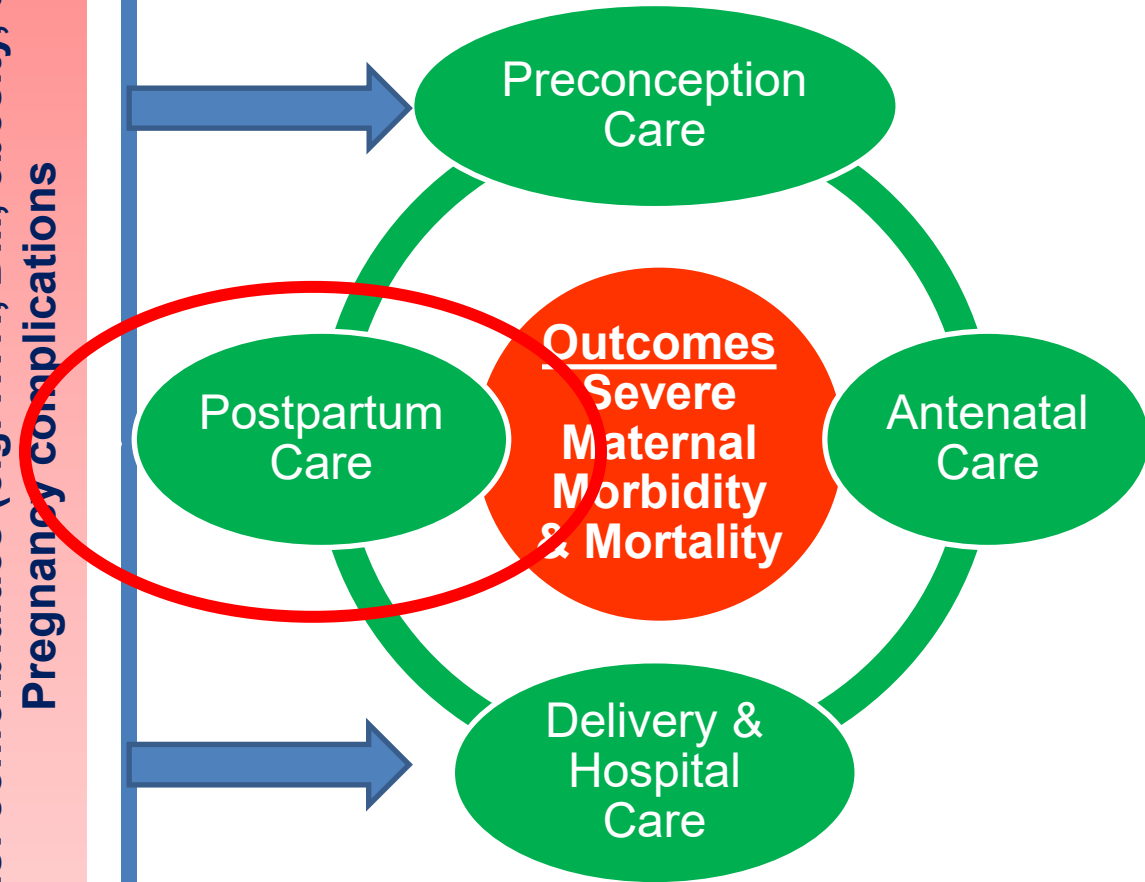 Pregnancy complications
Preconception
Care
Postpartum
Care
Outcomes
Severe
Maternal
Morbidity
& Mortality
Antenatal
Care
Delivery &
Hospital
Care